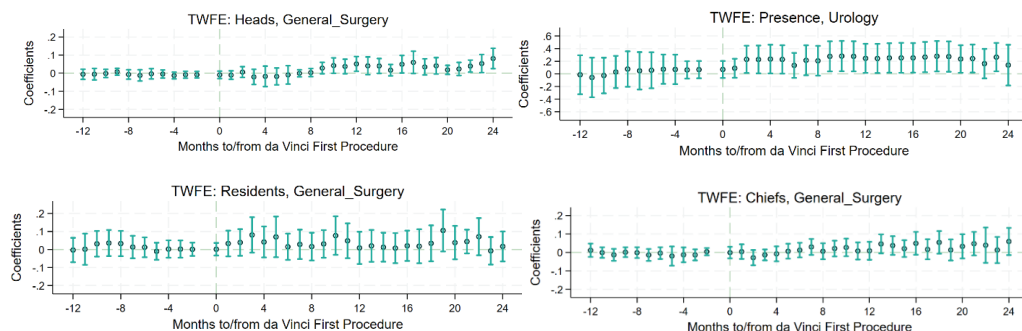 TWFE: Heads, General_Surgery
Coefficients
.2
.1
0
-.1
-.2
-12 -8 -4 0 4 8 12 16 20 24
Months to/from da Vinci First Procedure
TWFE: Presence, Urology
Coefficients
.6
.4
.2
0
-.2
-.4
-.6
-12 -8 -4 0 4 8 12 16 20 24
Months to/from da Vinci First Procedure
TWFE: Residents, General_Surgery
Coefficients
.2
.1
0
-.1
-.2
-12 -8 -4 0 4 8 12 16 20 24
Months to/from da Vinci First Procedure
TWFE: Chiefs, General_Surgery
Coefficients
.2
.1
0
-.1
-.2
-12 -8 -4 0 4 8 12 16 20 24
Months to/from da Vinci First Procedure